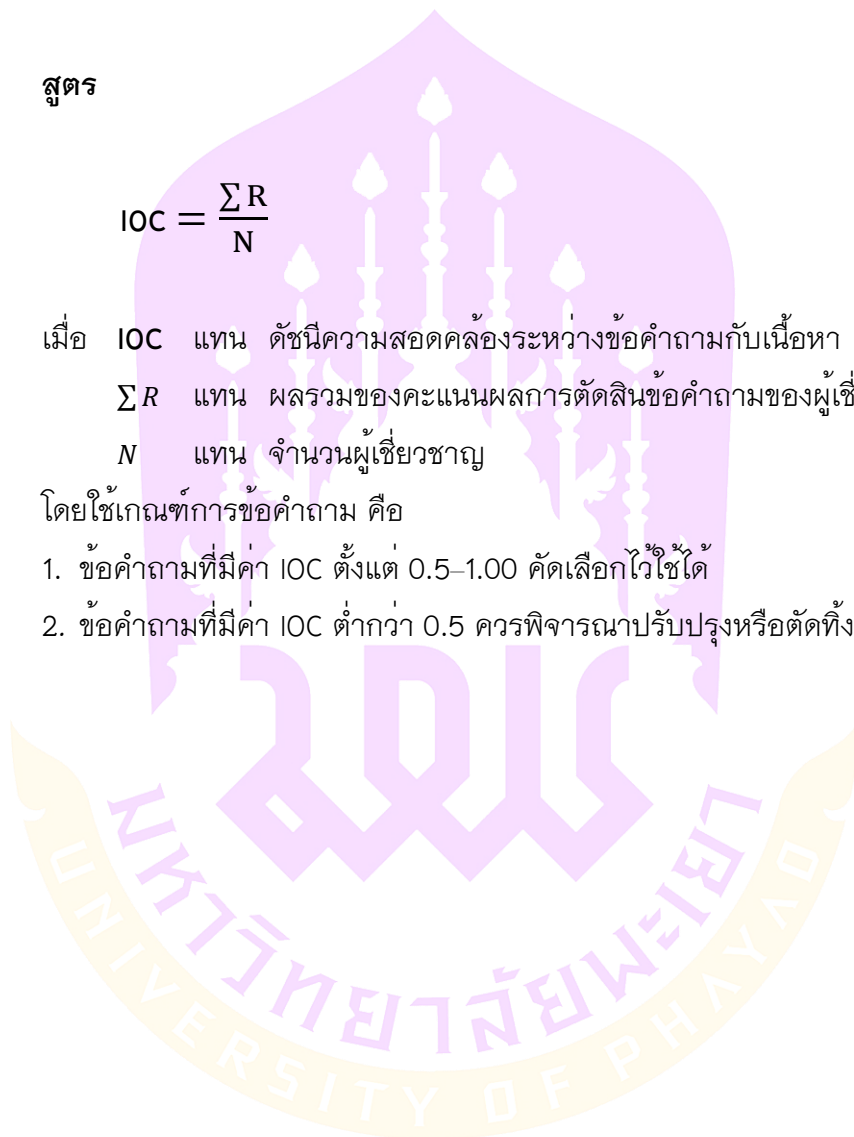 สูตร
IOC = ∑ R / N
เมื่อ IOC แทน ดัชนีความสอดคล้องระหว่างข้อคำถามกับเนื้อหา
∑ R แทน ผลรวมของคะแนนผลการตัดสินข้อคำถามของผู้เชี่
N แทน จำนวนผู้เชี่ยวชาญ
โดยใช้เกณฑ์การข้อคำถาม คือ
1. ข้อคำถามที่มีค่า IOC ตั้งแต่ 0.5–1.00 คัดเลือกไว้ใช้ได้
2. ข้อคำถามที่มีค่า IOC ต่ำกว่า 0.5 ควรพิจารณาปรับปรุงหรือตัดทิ้ง
มหาวิทยาลัยพะเยา
UNIVERSITY OF PHAYAO